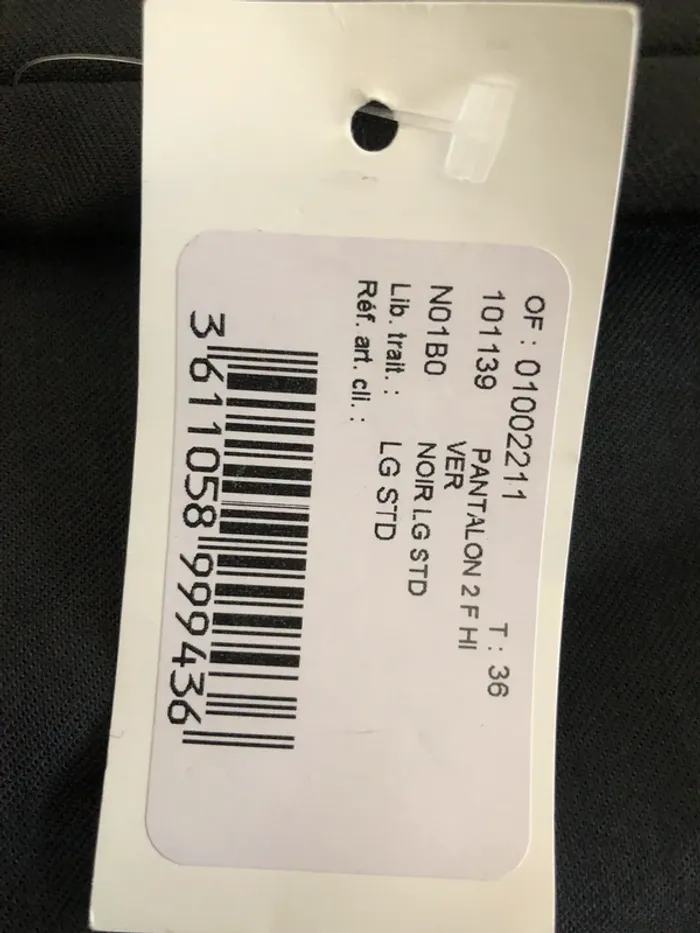 OF : 01002211 T : 36
101139 PANTALON 2 F HI
VER
N01B0 NOIR LG STD
Lib. trait. : LG STD
Réf. art. cli. :
3 611058 999436